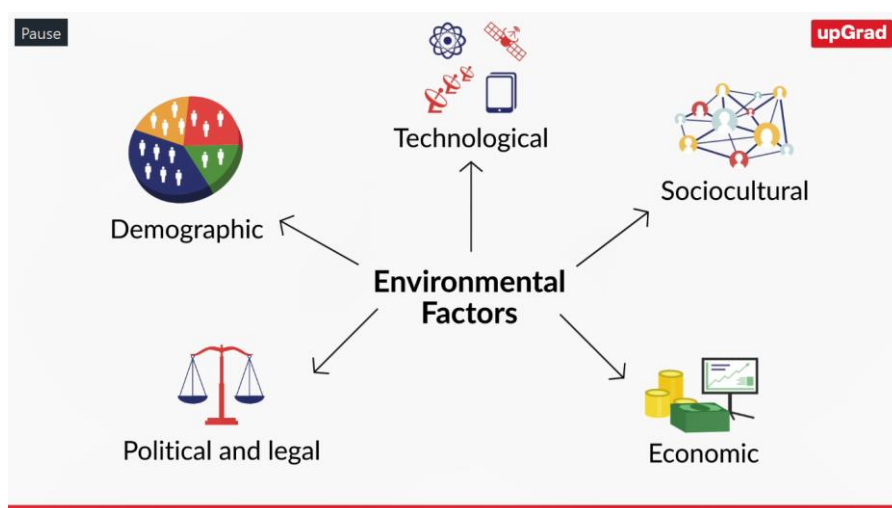 Pause
upGrad
Technological
Sociocultural
Demographic
Environmental
Factors
Political and legal
Economic